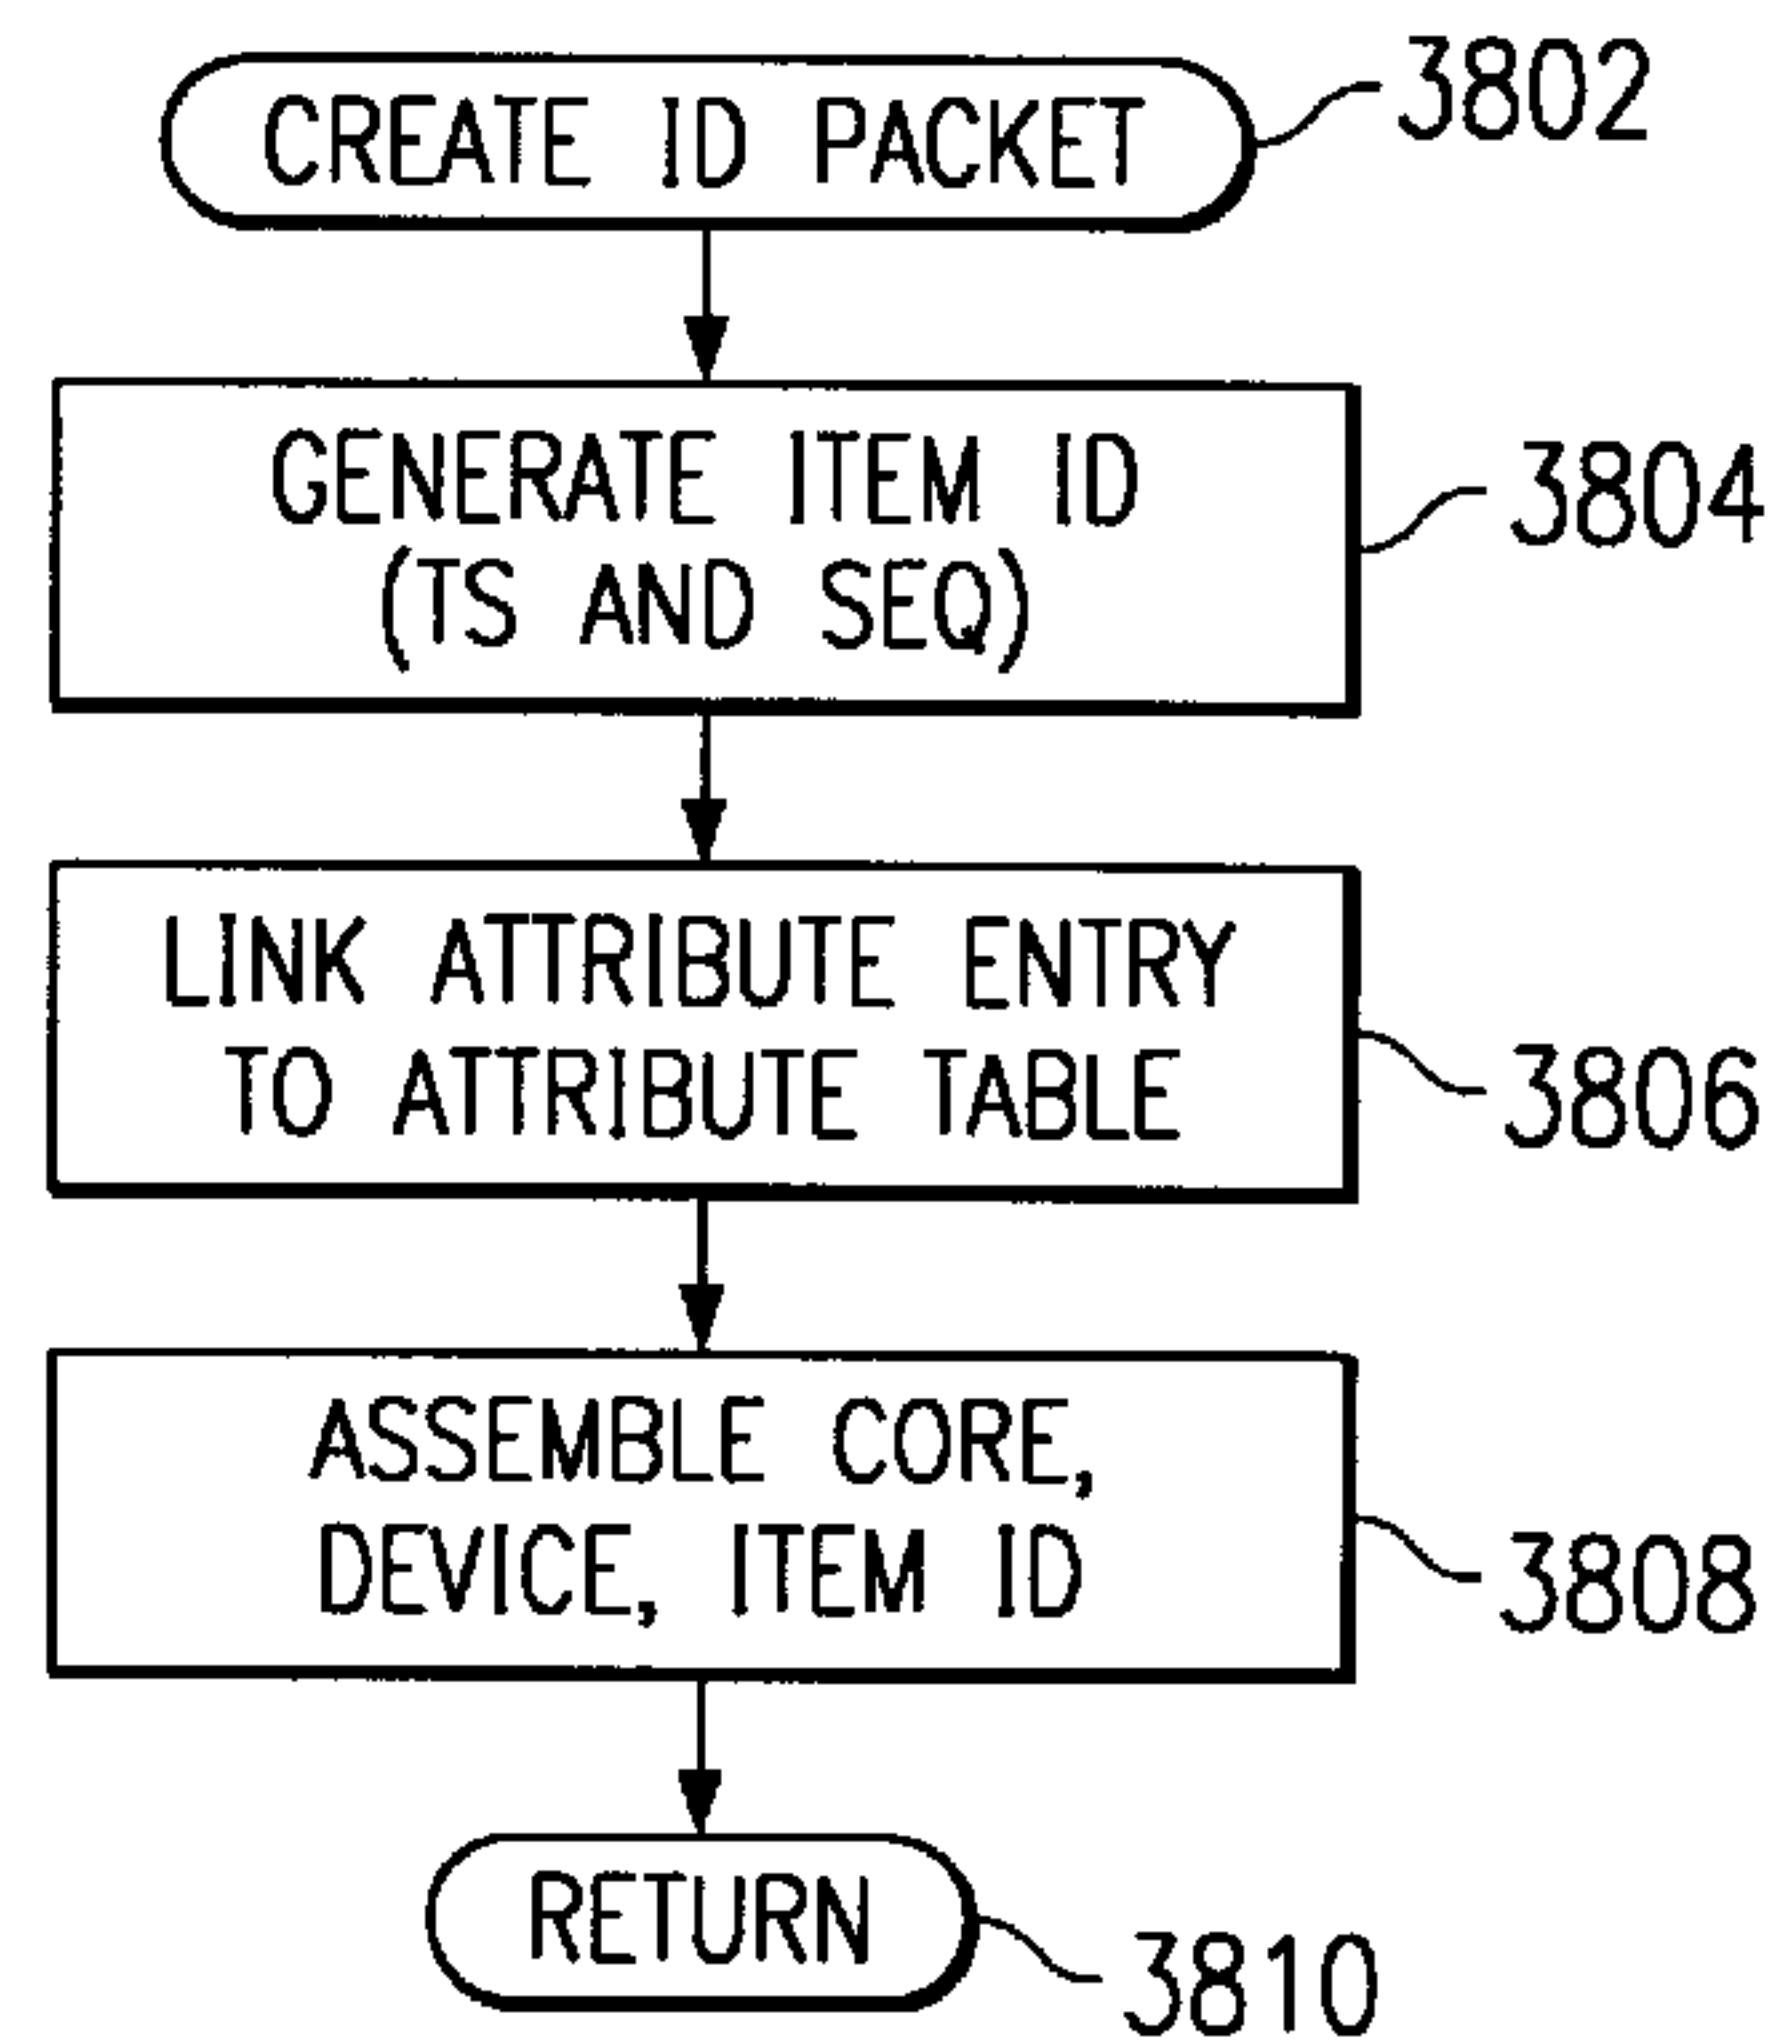 CREATE ID PACKET
3802
GENERATE ITEM ID
(TS AND SEQ)
3804
LINK ATTRIBUTE ENTRY
TO ATTRIBUTE TABLE
3806
ASSEMBLE CORE,
DEVICE, ITEM ID
3808
RETURN
3810